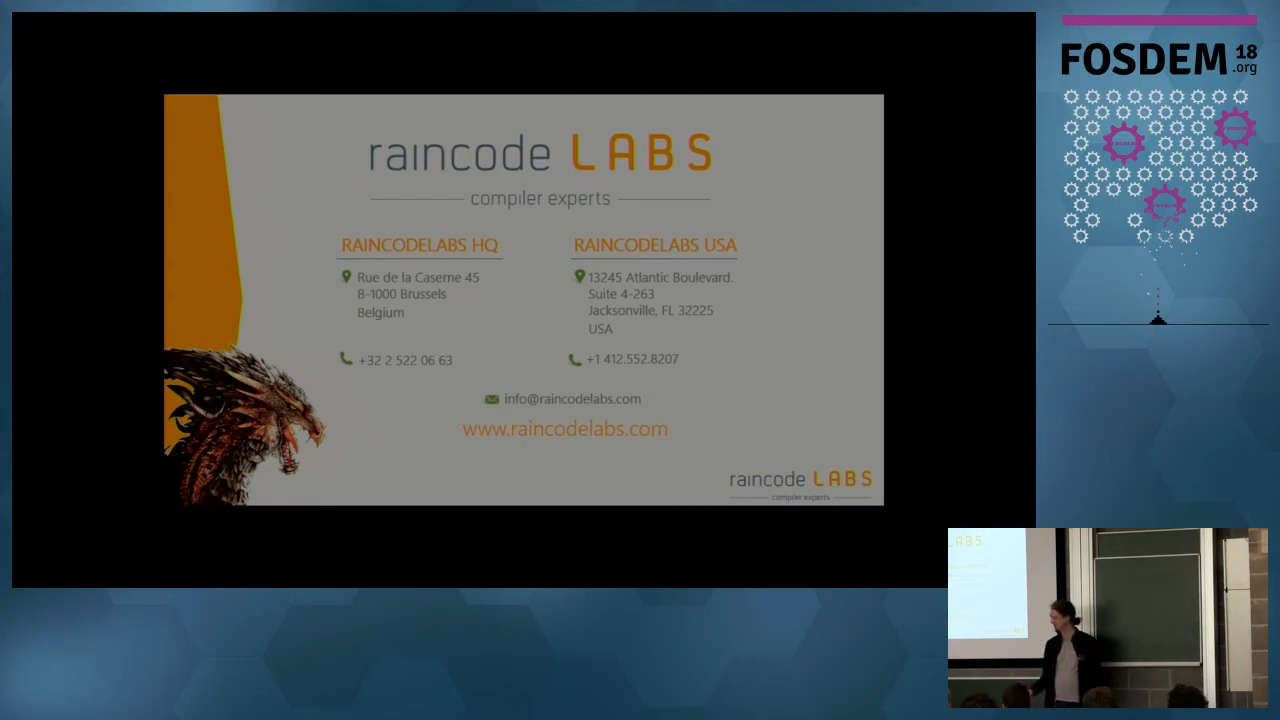 raincode LABS
compiler experts
RAINCODELABS HQ
Rue de la Caserne 45
B-1000 Brussels
Belgium
+32 2 522 06 63
RAINCODELABS USA
13245 Atlantic Boulevard.
Suite 4-263
Jacksonville, FL 32225
USA
+1 412.552.8207
info@raincodelabs.com
www.raincodelabs.com
raincode LABS
compiler experts
FOSDEM 18
.org
LABS